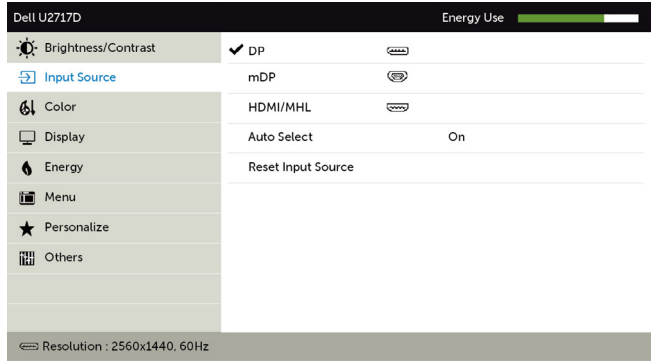 Dell U2717D Energy Use
Brightness/Contrast
Input Source
Color
Display
Energy
Menu
Personalize
Others
DP
mDP
HDMI/MHL
Auto Select On
Reset Input Source
Resolution : 2560x1440, 60Hz